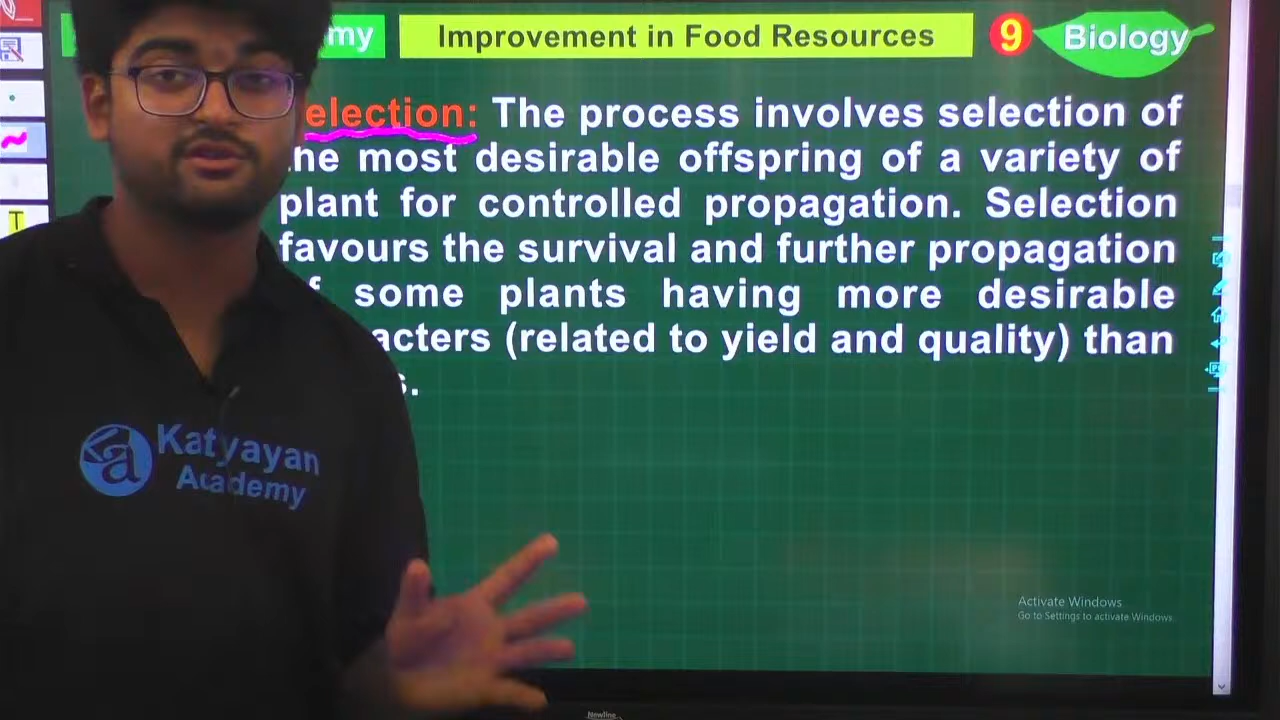 my
Improvement in Food Resources
9
Biology
election: The process involves selection of
he most desirable offspring of a variety of
plant for controlled propagation. Selection
favours the survival and further propagation
f some plants having more desirable
acters (related to yield and quality) than
s.
Katyayan
Academy
Activate Windows
Go to Settings to activate Windows
Newline